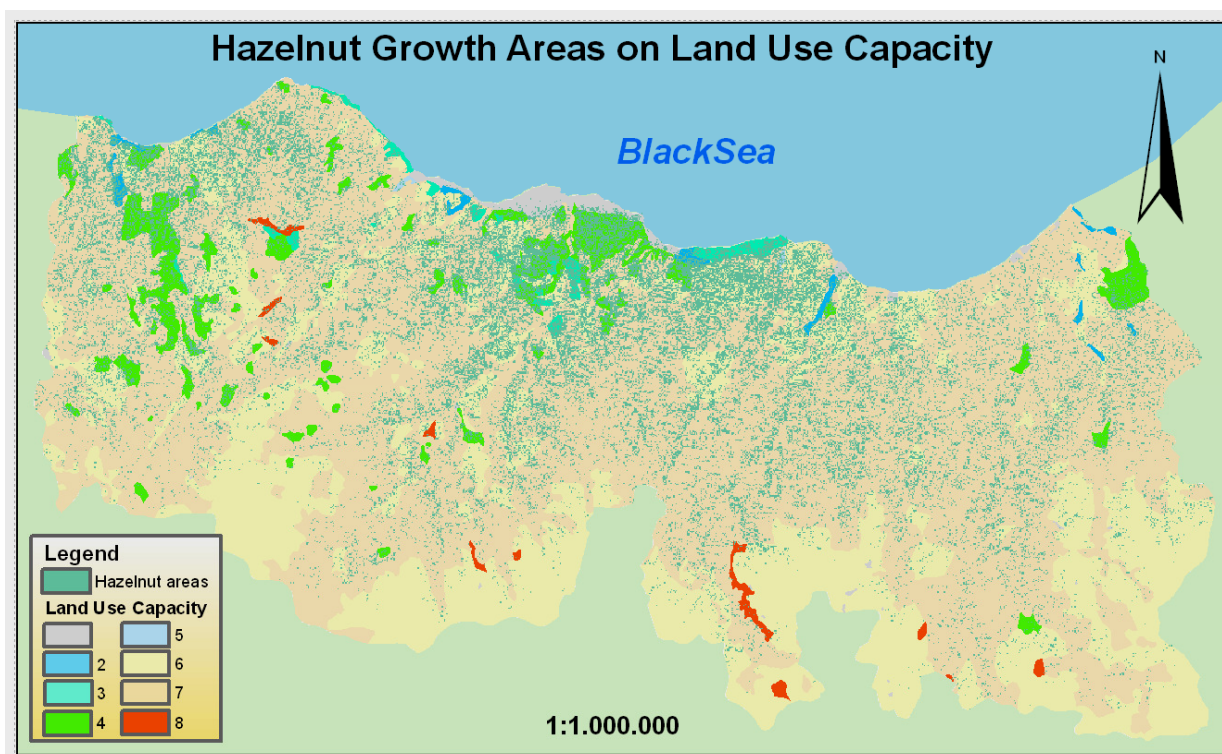 Hazelnut Growth Areas on Land Use Capacity
N
BlackSea
Legend
Hazelnut areas
Land Use Capacity
5
2
6
3
7
4
8
1:1.000.000